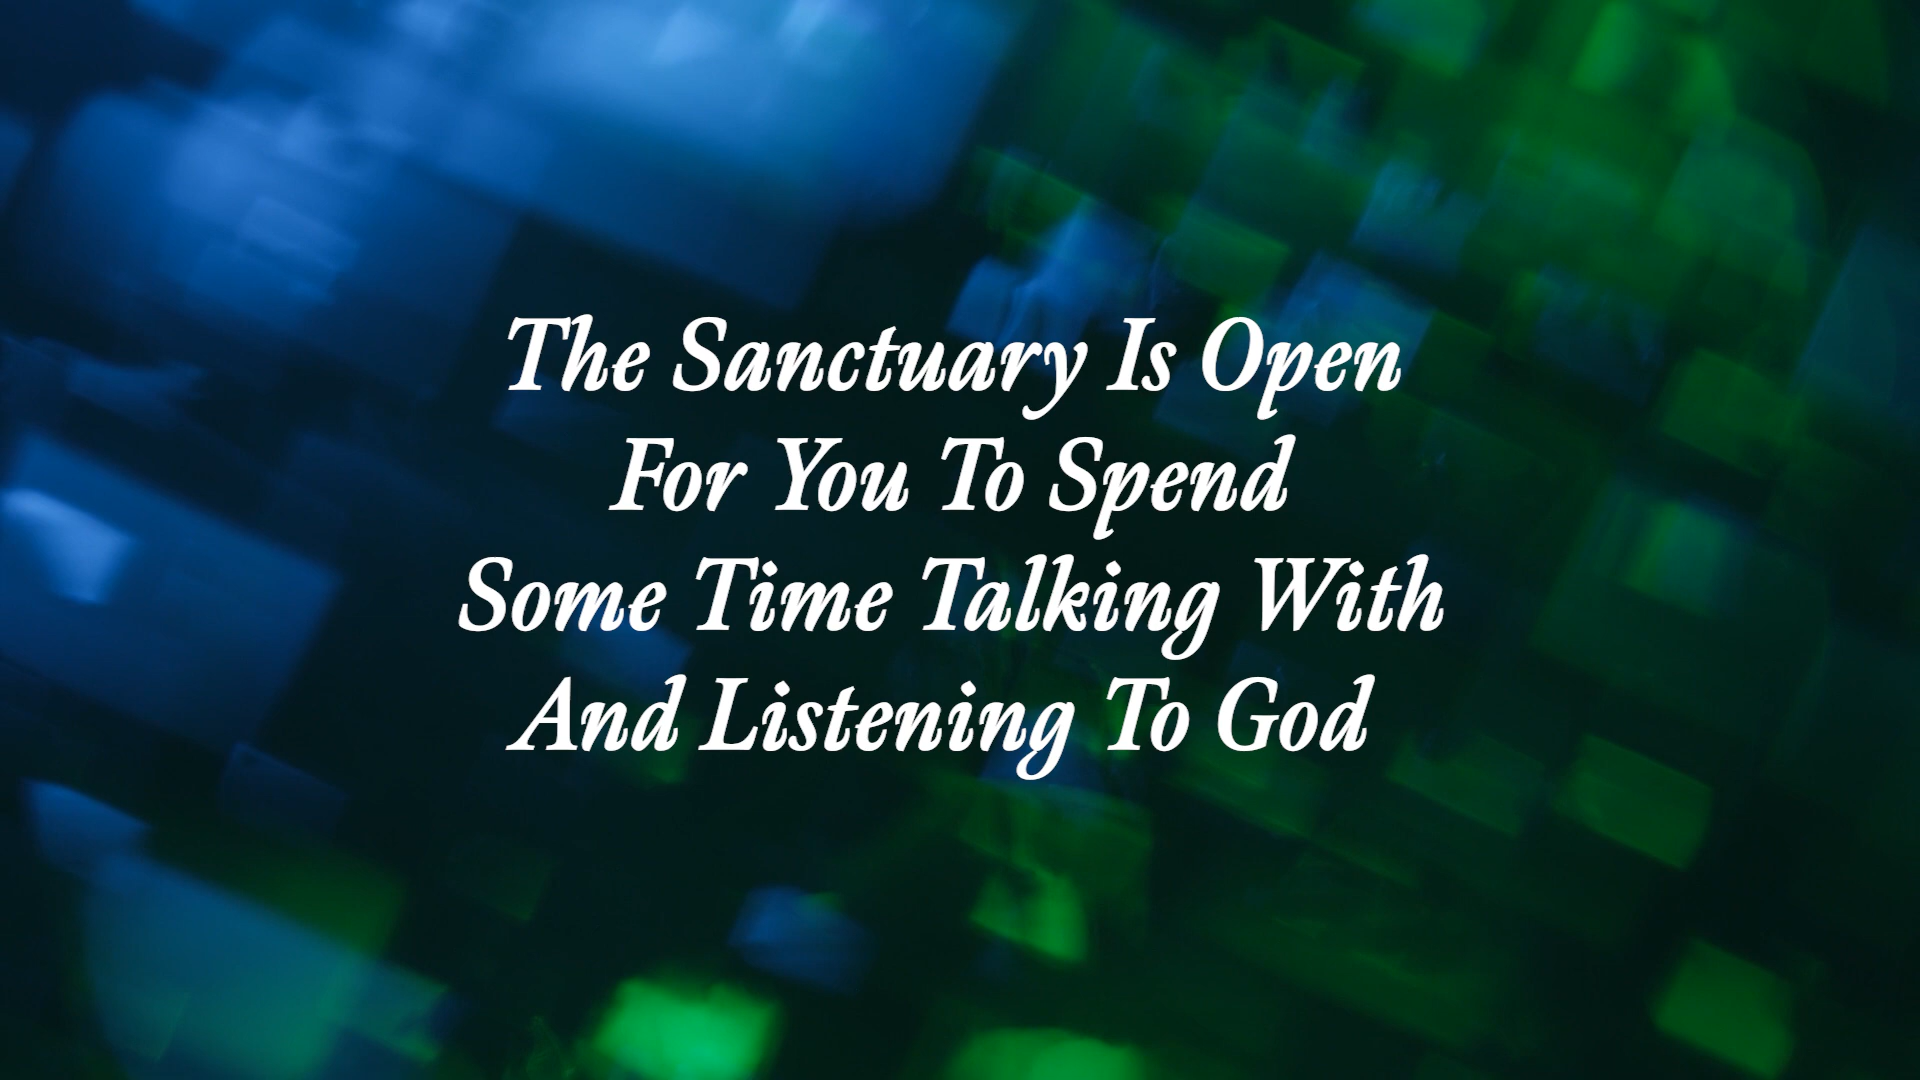 The Sanctuary Is Open
For You To Spend
Some Time Talking With
And Listening To God